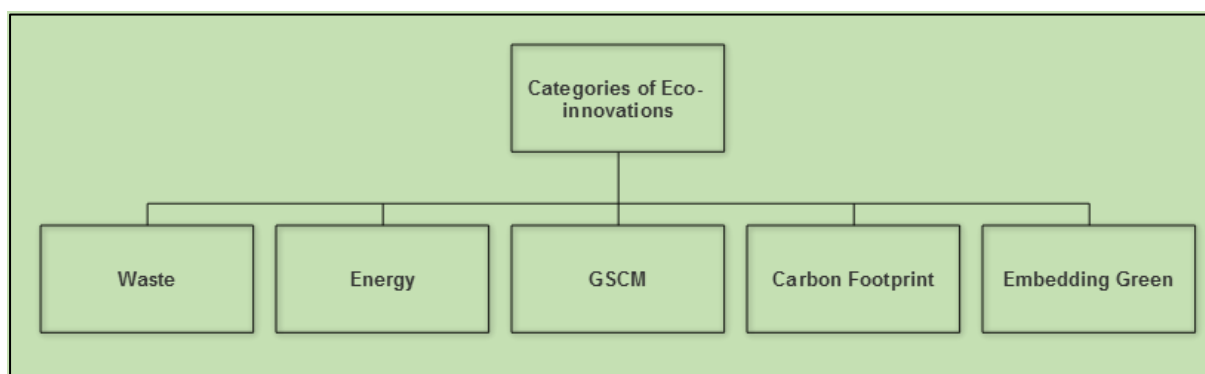 Categories of Eco-
innovations
Waste
Energy
GSCM
Carbon Footprint
Embedding Green